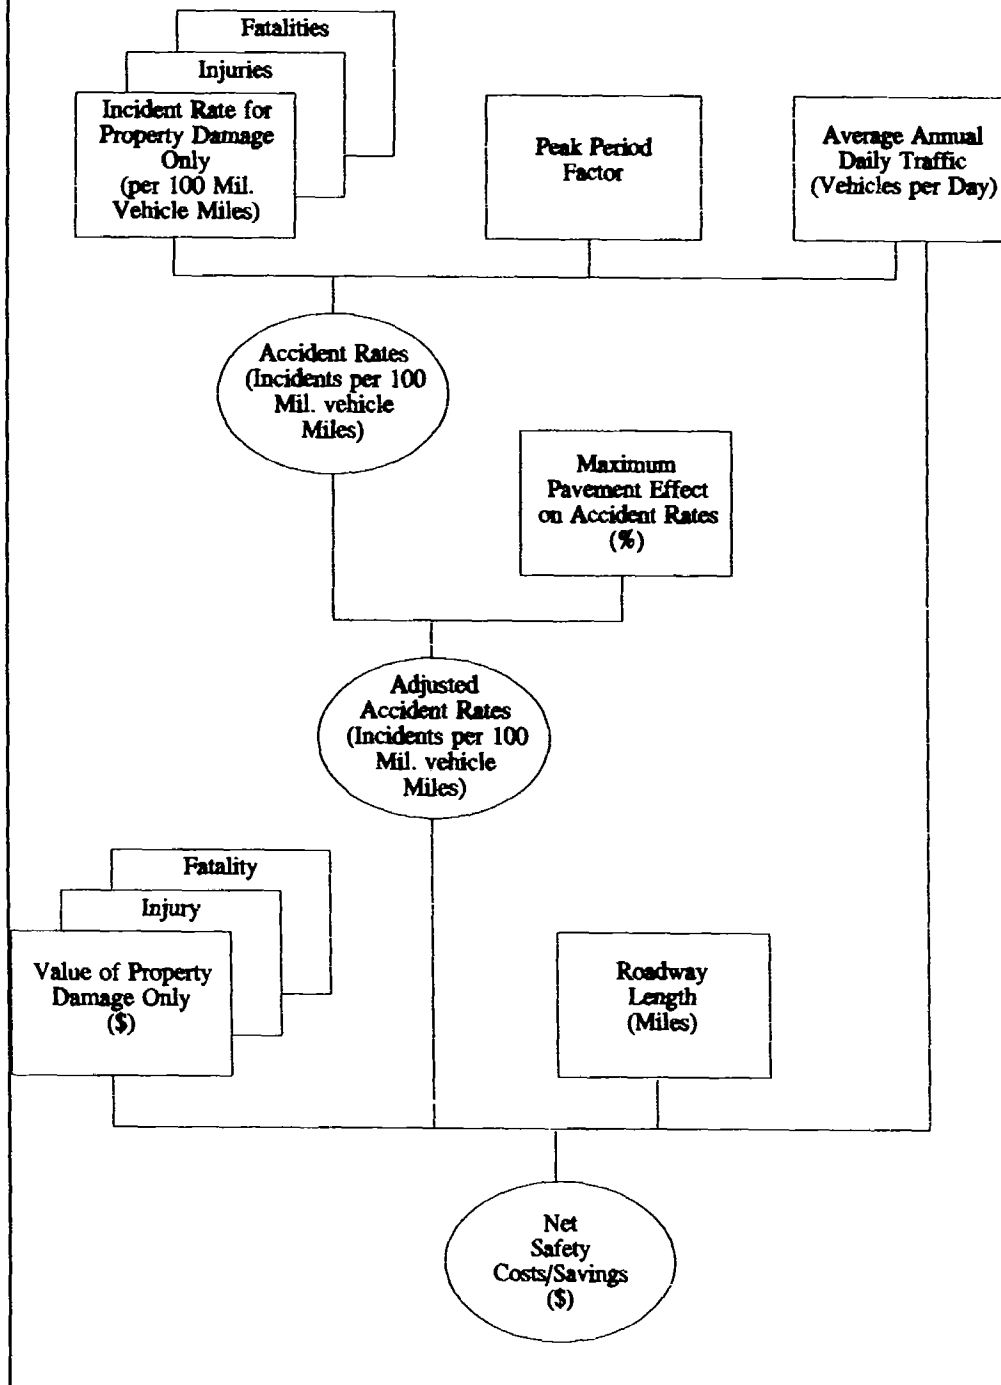 Fatalities
Injuries
Incident Rate for
Property Damage
Only
(per 100 Mil.
Vehicle Miles)
Peak Period
Factor
Average Annual
Daily Traffic
(Vehicles per Day)
Accident Rates
(Incidents per 100
Mil. vehicle
Miles)
Maximum
Pavement Effect
on Accident Rates
(%)
Adjusted
Accident Rates
(Incidents per 100
Mil. vehicle
Miles)
Fatality
Injury
Value of Property
Damage Only
($)
Roadway
Length
(Miles)
Net
Safety
Costs/Savings
($)